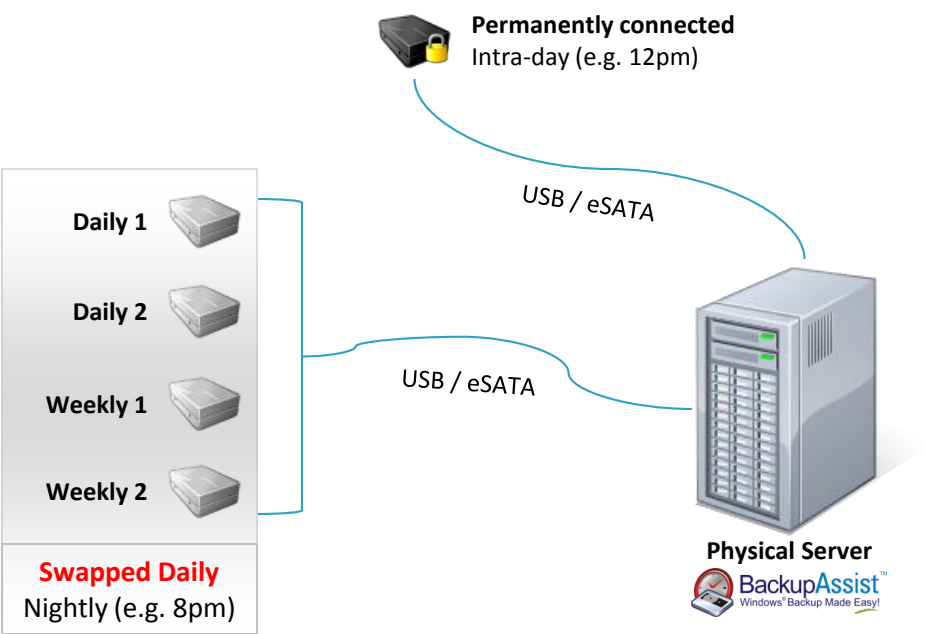 Permanently connected
Intra-day (e.g. 12pm)
USB / eSATA
Daily 1
Daily 2
Weekly 1
Weekly 2
USB / eSATA
Swapped Daily
Nightly (e.g. 8pm)
Physical Server
BackupAssist™
Windows® Backup Made Easy!